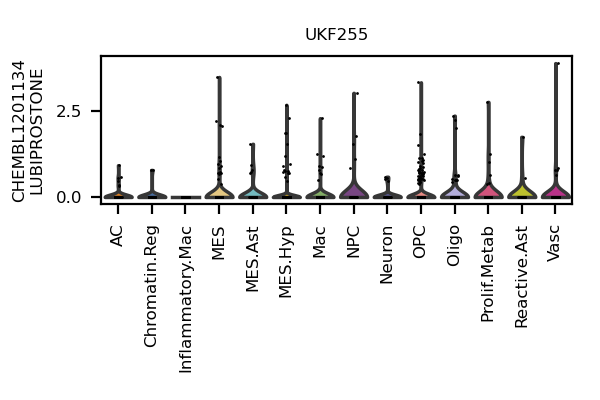 UKF255
CHEMBL1201134
LUBIPROSTONE
2.5
0.0
AC
Chromatin.Reg
Inflammatory.Mac
MES
MES.Ast
MES.Hyp
Mac
NPC
Neuron
OPC
Oligo
Prolif.Metab
Reactive.Ast
Vasc